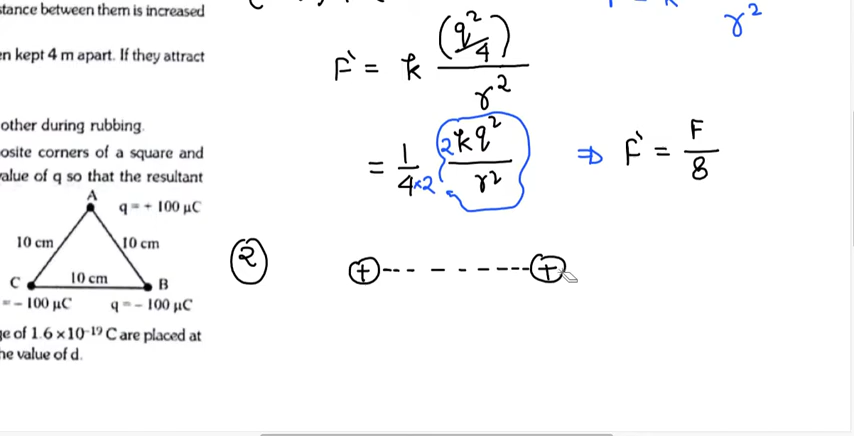 stance between them is increased
r²
en kept 4 m apart. If they attract
F' = k (q²/4) / r²
other during rubbing.
osite corners of a square and
= 1/4×2 2kq²/r² ⇒ F' = F/8
alue of q so that the resultant
A
q = + 100 μC
10 cm 10 cm
②
+ - - - - - - - - - - +
C 10 cm B
= – 100 μC q = – 100 μC
ge of 1.6 ×10⁻¹⁹ C are placed at
he value of d.